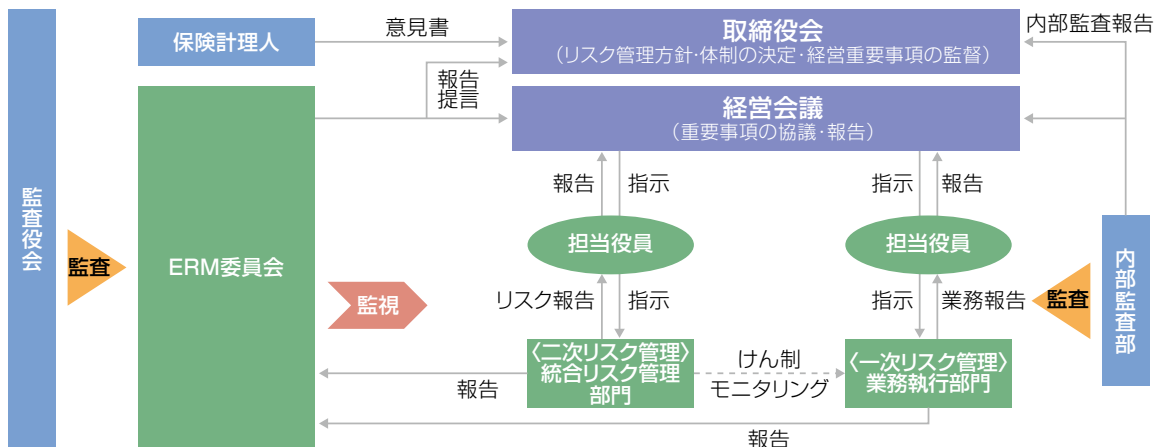 監査役会
監査
保険計理人
意見書
取締役会
（リスク管理方針・体制の決定・経営重要事項の監督）
内部監査報告
報告
提言
経営会議
（重要事項の協議・報告）
ERM委員会
監視
報告
指示
指示
報告
担当役員
担当役員
リスク報告
指示
指示
業務報告
監査
内部監査部
〈二次リスク管理〉
統合リスク管理
部門
けん制
モニタリング
〈一次リスク管理〉
業務執行部門
報告
報告